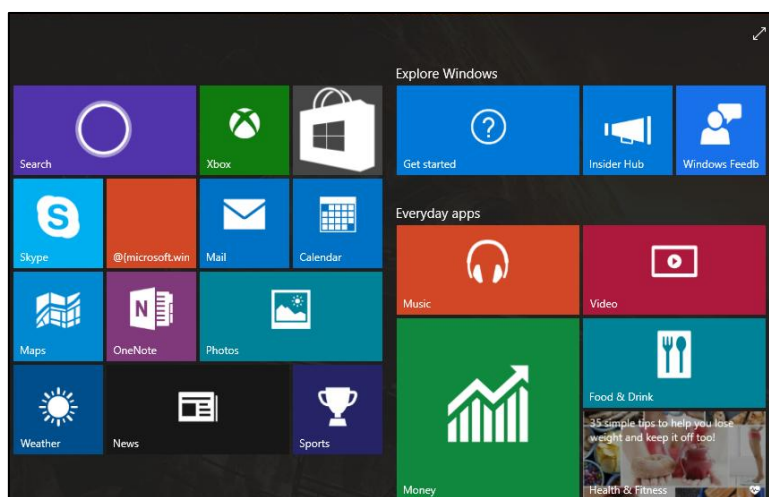 Explore Windows
Search
Xbox
Get started
Insider Hub
Windows Feedb
Everyday apps
Skype
@{microsoft.win
Mail
Calendar
Music
Video
Maps
OneNote
Photos
Food & Drink
35 simple tips to help you lose
weight and keep it off too!
Weather
News
Sports
Money
Health & Fitness